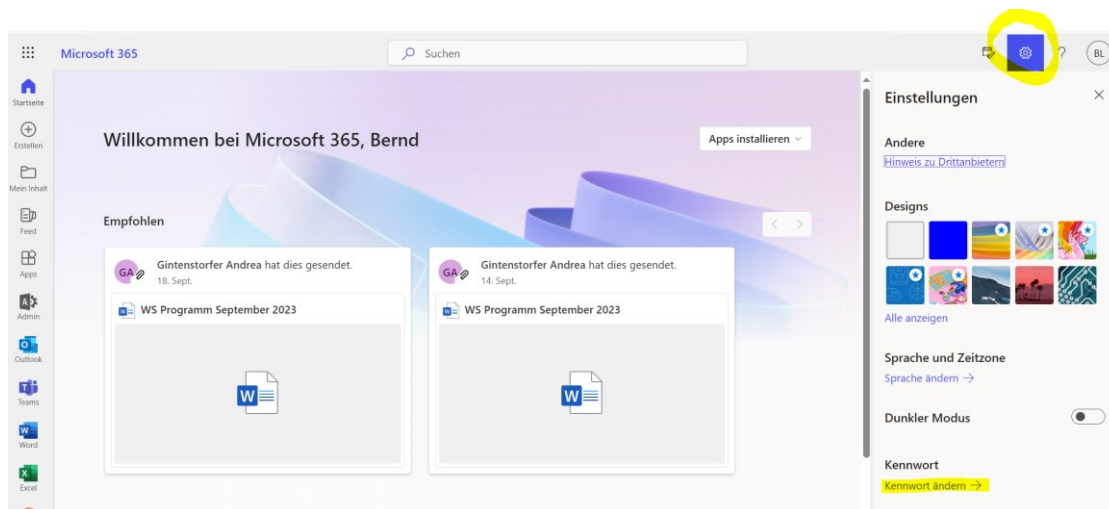 Microsoft 365
Suchen
?
BL
Startseite
Erstellen
Mein Inhalt
Feed
Apps
Admin
Outlook
Teams
Word
Excel
Willkommen bei Microsoft 365, Bernd
Apps installieren
Empfohlen
GA
Gintenstorfer Andrea hat dies gesendet.
18. Sept.
WS Programm September 2023
W
GA
Gintenstorfer Andrea hat dies gesendet.
14. Sept.
WS Programm September 2023
W
Einstellungen
Andere
Hinweis zu Drittanbietern
Designs
Alle anzeigen
Sprache und Zeitzone
Sprache ändern →
Dunkler Modus
Kennwort
Kennwort ändern →